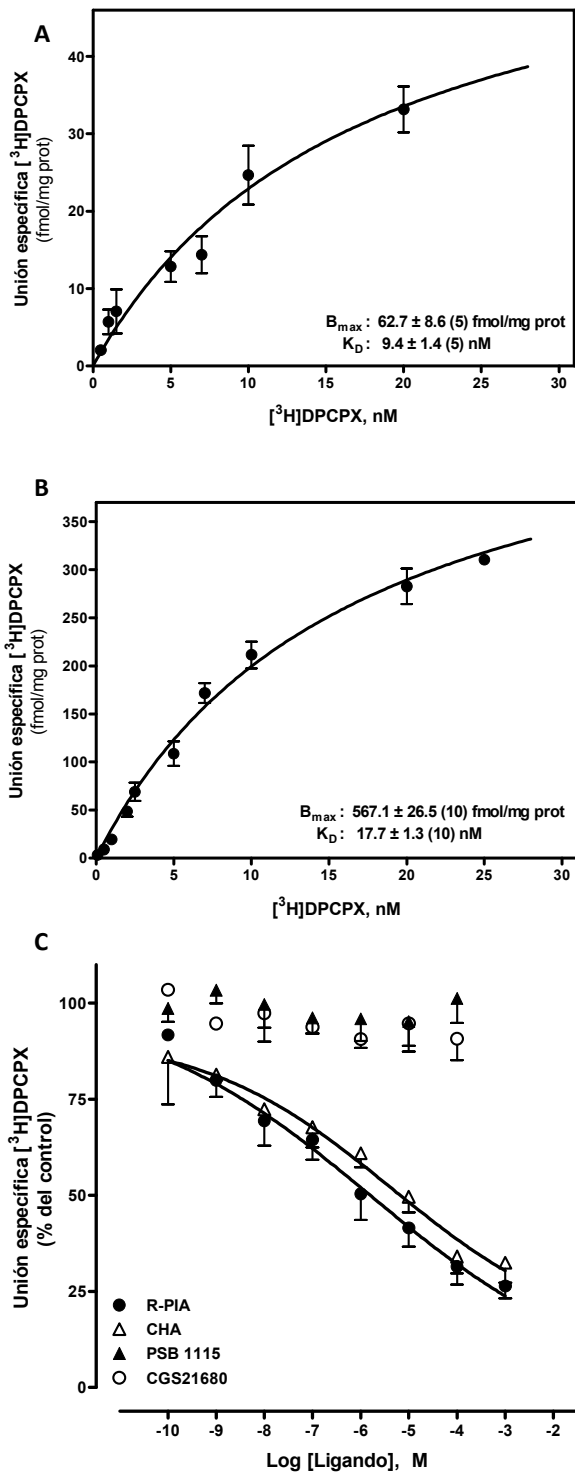 A
Unión específica [³H]DPCPX
(fmol/mg prot)
40
30
20
10
0
Bmax : 62.7 ± 8.6 (5) fmol/mg prot
KD : 9.4 ± 1.4 (5) nM
0 5 10 15 20 25 30
[³H]DPCPX, nM
B
Unión específica [³H]DPCPX
(fmol/mg prot)
350
300
250
200
150
100
50
0
Bmax : 567.1 ± 26.5 (10) fmol/mg prot
KD : 17.7 ± 1.3 (10) nM
0 5 10 15 20 25 30
[³H]DPCPX, nM
C
Unión específica [³H]DPCPX
(% del control)
100
75
50
25
0
R-PIA
CHA
PSB 1115
CGS21680
-10 -9 -8 -7 -6 -5 -4 -3 -2
Log [Ligando], M